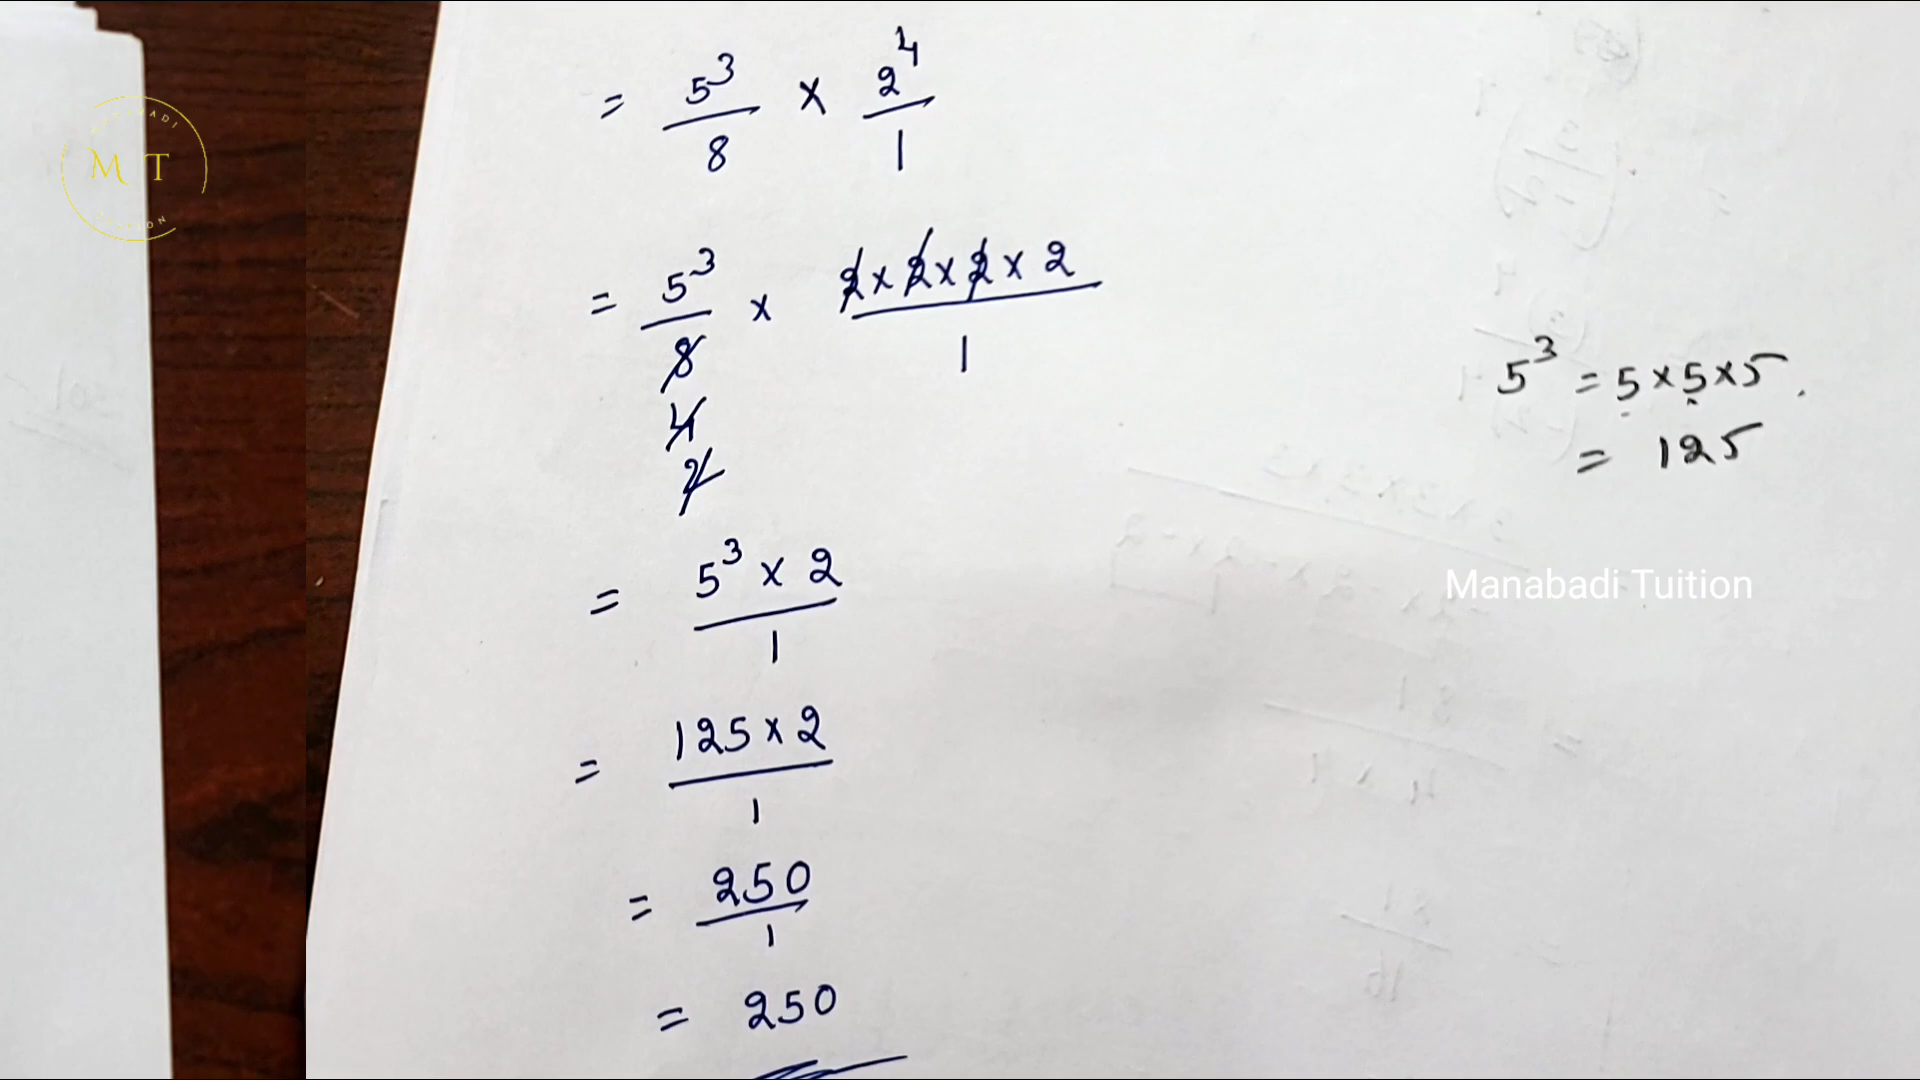 = 5³/8 × 2⁴/1
= 5³/8 × 2×2×2×2/1
4
2
= 5³ × 2/1
= 125 × 2/1
= 250/1
= 250
5³ = 5×5×5.
= 125
Manabadi Tuition
M T